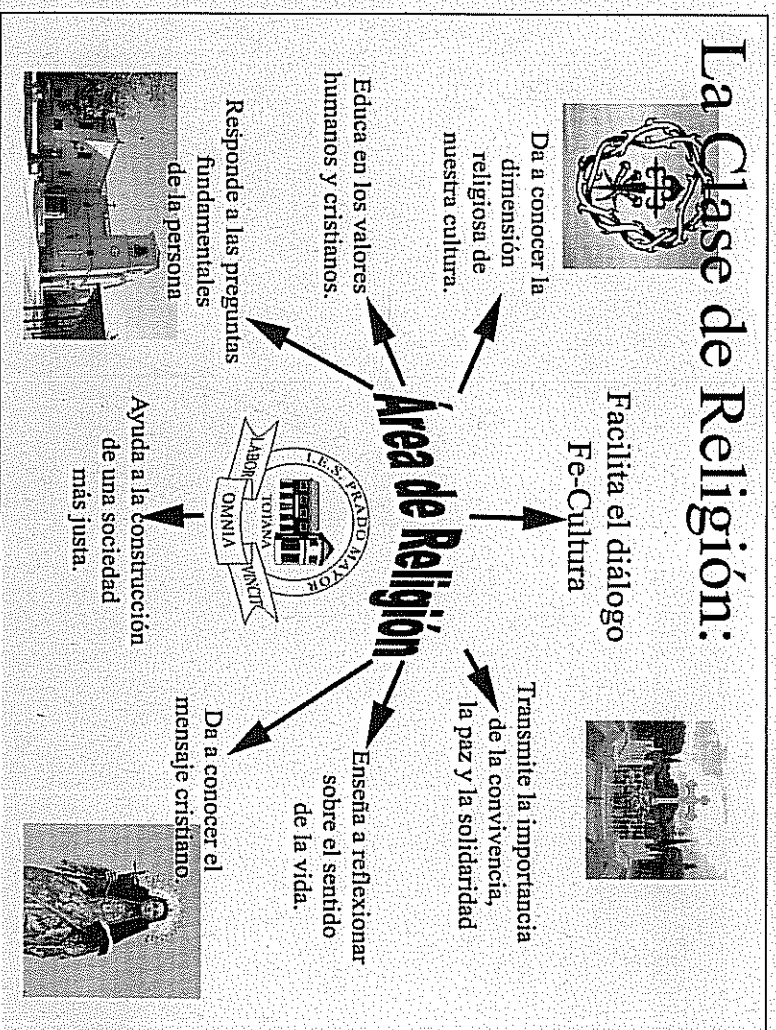 La Clase de Religión:
Facilita el diálogo
Fe-Cultura
Da a conocer la
dimensión
religiosa de
nuestra cultura.
Educa en los valores
humanos y cristianos.
Responde a las preguntas
fundamentales
de la persona
Área de Religión
I.E.S. PRADO MAYOR
TOTANA
LABOR OMNIA VINCIT
Transmite la importancia
de la convivencia,
la paz y la solidaridad
Enseña a reflexionar
sobre el sentido
de la vida.
Da a conocer el
mensaje cristiano.
Ayuda a la construcción
de una sociedad
más justa.